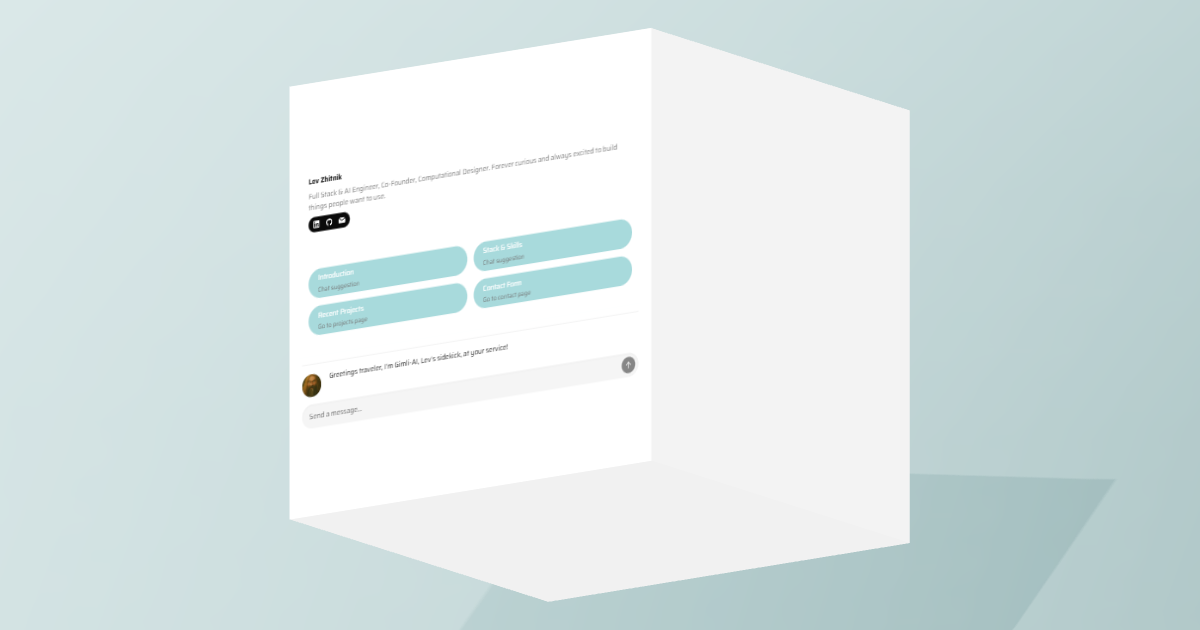 Lev Zhitnik
Full Stack & AI Engineer, Co-Founder, Computational Designer. Forever curious and always excited to build
things people want to use.
Introduction
Chat suggestion
Stack & Skills
Chat suggestion
Recent Projects
Go to projects page
Contact Form
Go to contact page
Greetings traveler, I'm Gimli-AI, Lev's sidekick, at your service!
Send a message...